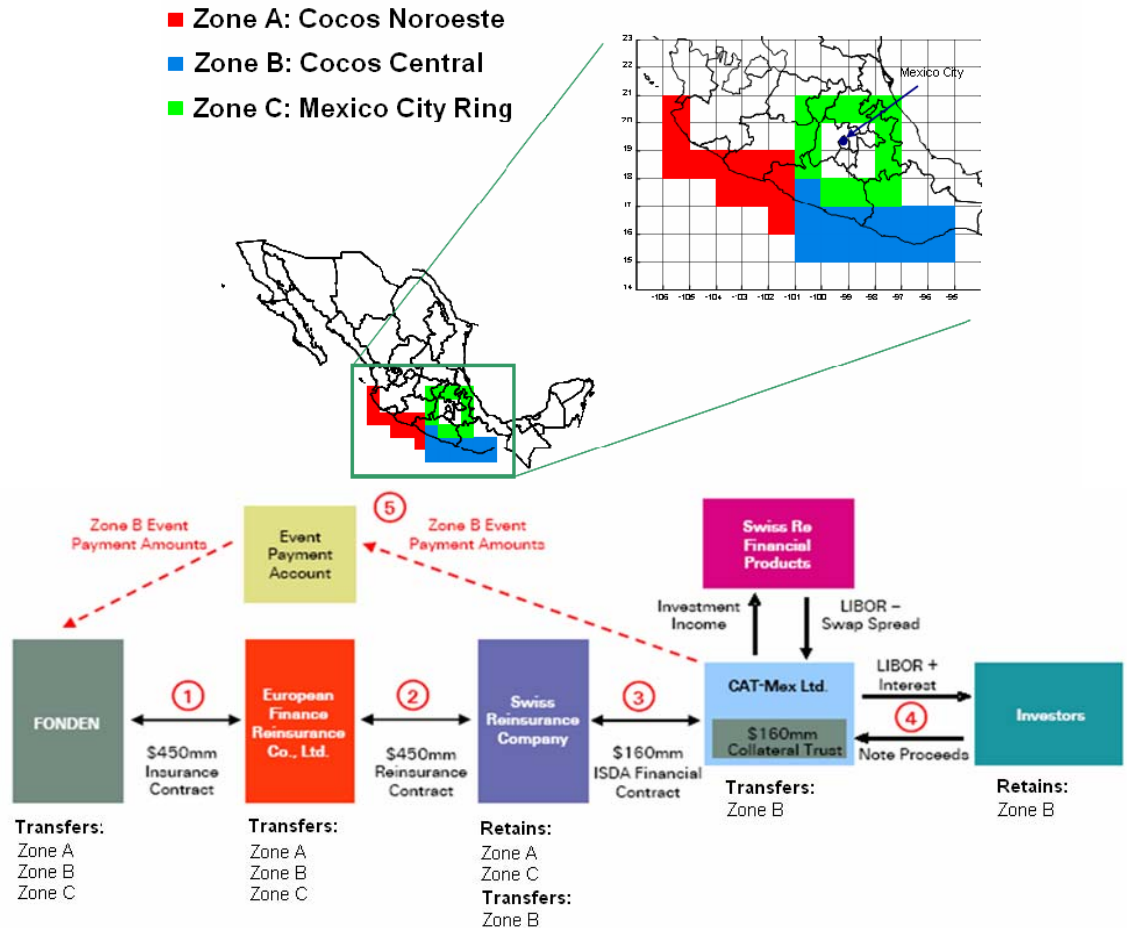 Zone A: Cocos Noroeste
Zone B: Cocos Central
Zone C: Mexico City Ring
Mexico City
23
22
21
20
19
18
17
16
15
14
-106
-105
-104
-103
-102
-101
-100
-99
-98
-97
-96
-95
5
Zone B Event
Payment Amounts
Event
Payment
Account
Zone B Event
Payment Amounts
Swiss Re
Financial
Products
Investment
Income
LIBOR –
Swap Spread
FONDEN
1
$450mm
Insurance
Contract
European
Finance
Reinsurance
Co., Ltd.
2
$450mm
Reinsurance
Contract
Swiss
Reinsurance
Company
3
$160mm
ISDA Financial
Contract
CAT-Mex Ltd.
$160mm
Collateral Trust
LIBOR +
Interest
4
Note Proceeds
Investors
Transfers:
Zone A
Zone B
Zone C
Transfers:
Zone A
Zone B
Zone C
Retains:
Zone A
Zone C
Transfers:
Zone B
Transfers:
Zone B
Retains:
Zone B